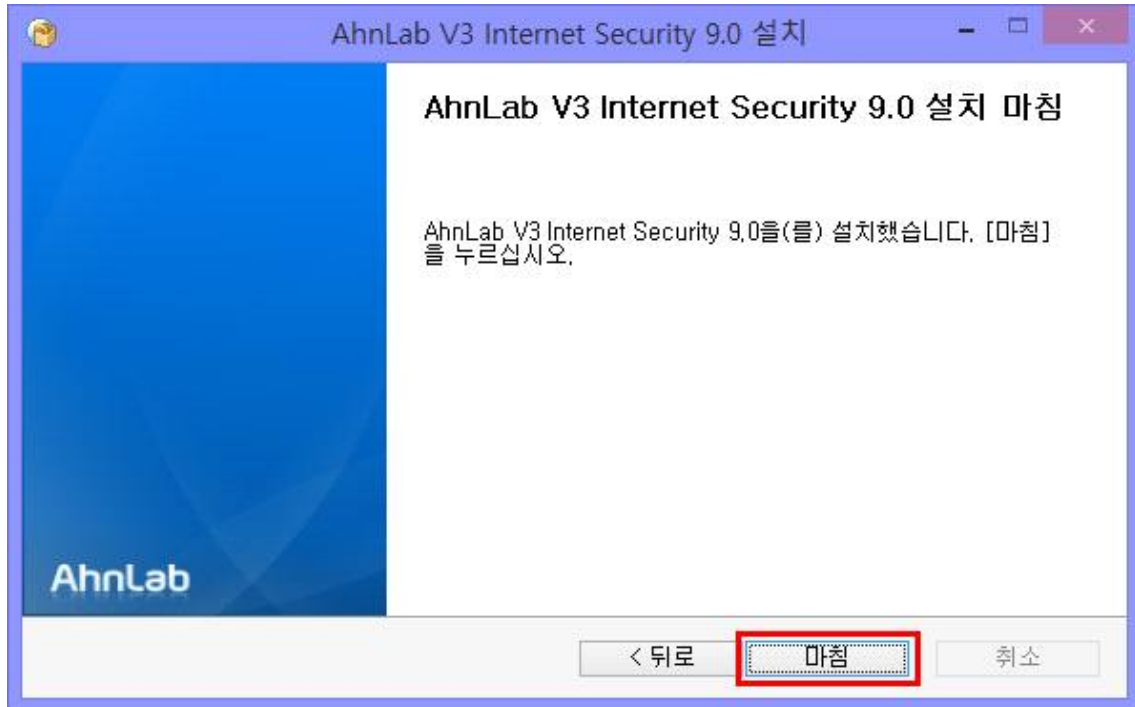 AhnLab V3 Internet Security 9.0 설치
AhnLab V3 Internet Security 9.0 설치 마침
AhnLab V3 Internet Security 9.0을(를) 설치했습니다. [마침]
을 누르십시오.
AhnLab
< 뒤로
마침
취소